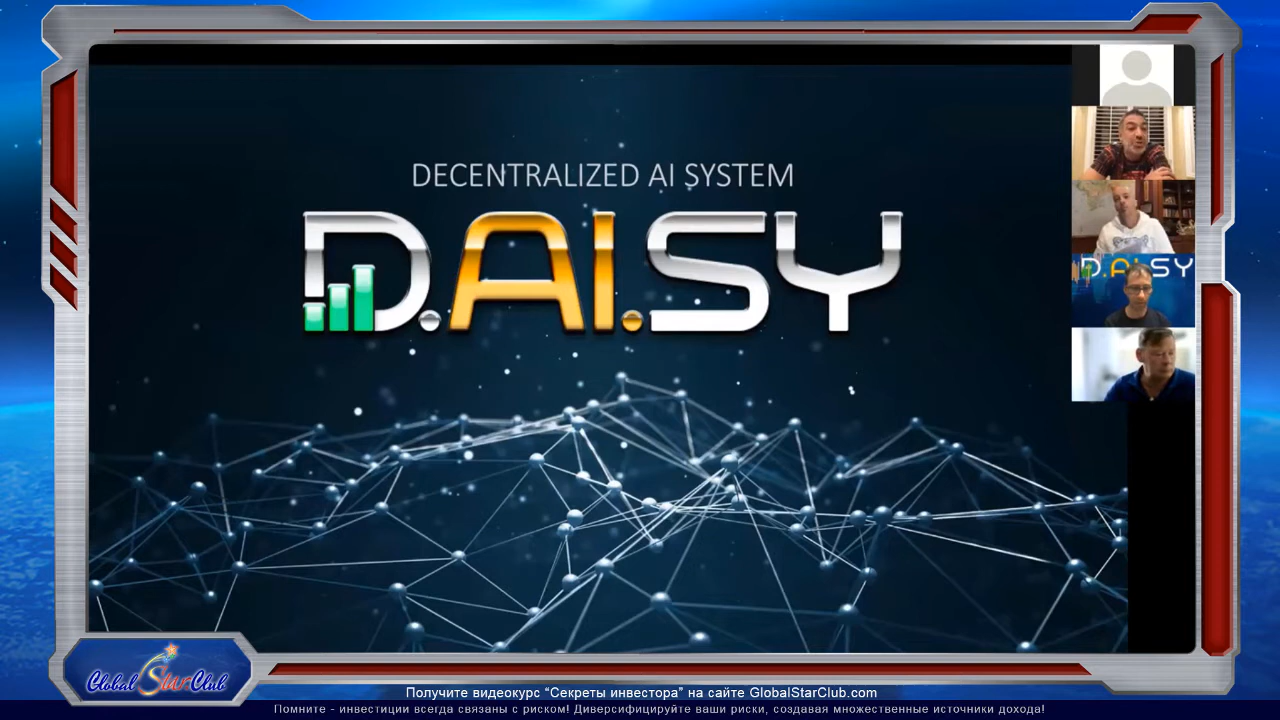 DECENTRALIZED AI SYSTEM
D.AI.SY
D.AI.SY
Global Star Club
Получите видеокурс “Секреты инвестора” на сайте GlobalStarClub.com
Помните - инвестиции всегда связаны с риском! Диверсифицируйте ваши риски, создавая множественные источники дохода!